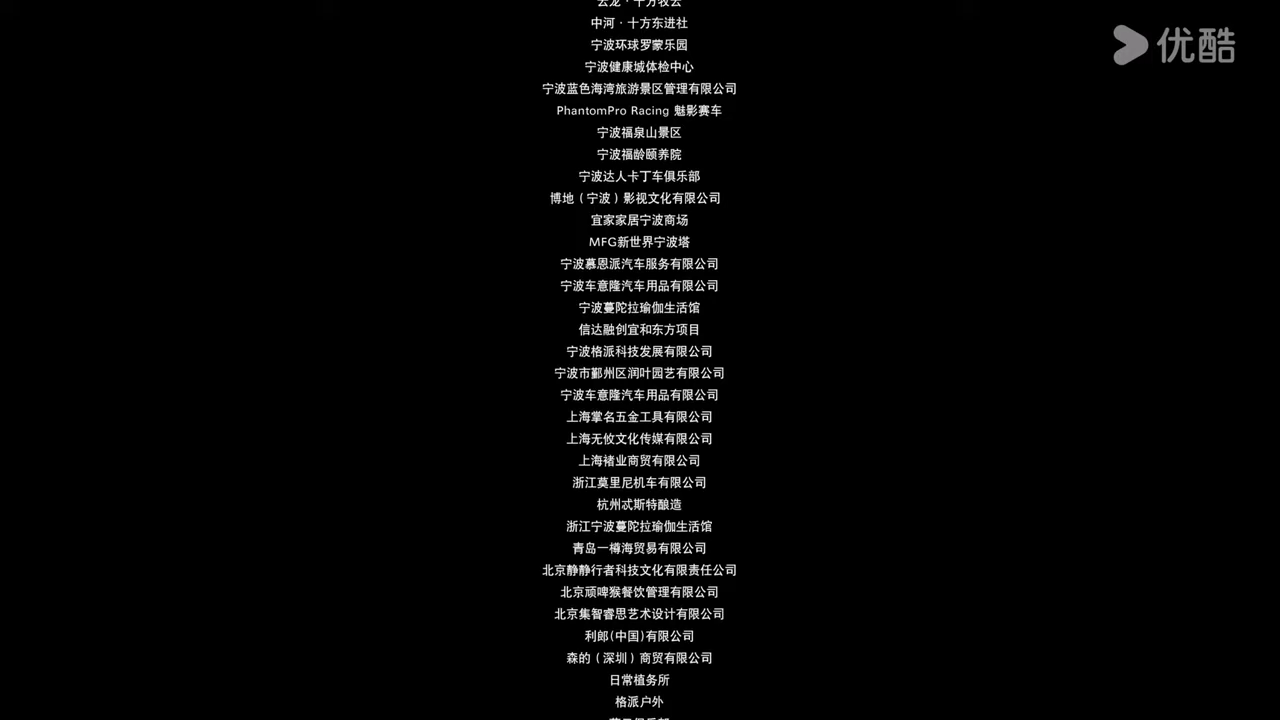 云龙·十方牧云
中河·十方东进社
优酷
宁波环球罗蒙乐园
宁波健康城体检中心
宁波蓝色海湾旅游景区管理有限公司
PhantomPro Racing 魅影赛车
宁波福泉山景区
宁波福龄颐养院
宁波达人卡丁车俱乐部
博地（宁波）影视文化有限公司
宜家家居宁波商场
MFG新世界宁波塔
宁波慕恩派汽车服务有限公司
宁波车意隆汽车用品有限公司
宁波蔓陀拉瑜伽生活馆
信达融创宜和东方项目
宁波格派科技发展有限公司
宁波市鄞州区润叶园艺有限公司
宁波车意隆汽车用品有限公司
上海掌名五金工具有限公司
上海无攸文化传媒有限公司
上海褚业商贸有限公司
浙江莫里尼机车有限公司
杭州忒斯特酿造
浙江宁波蔓陀拉瑜伽生活馆
青岛一樽海贸易有限公司
北京静静行者科技文化有限责任公司
北京顽啤猴餐饮管理有限公司
北京集智睿思艺术设计有限公司
利郎(中国)有限公司
森的（深圳）商贸有限公司
日常植务所
格派户外